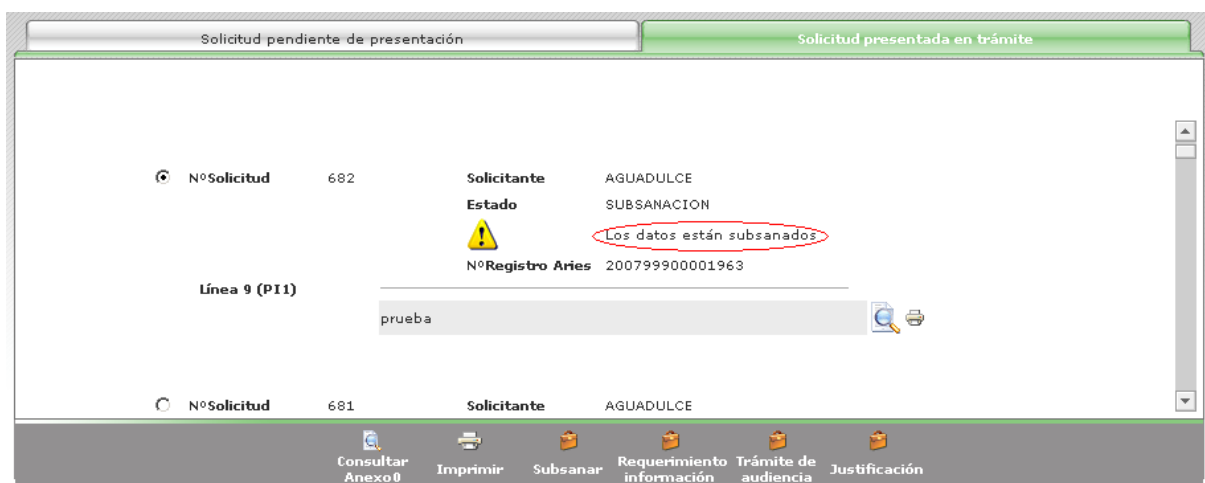 Solicitud pendiente de presentación
Solicitud presentada en trámite
NºSolicitud 682 Solicitante AGUADULCE
Estado SUBSANACION
Los datos están subsanados
NºRegistro Aries 200799900001963
Línea 9 (PI1)
prueba
NºSolicitud 681 Solicitante AGUADULCE
Consultar Anexo0
Imprimir
Subsanar
Requerimiento información
Trámite de audiencia
Justificación